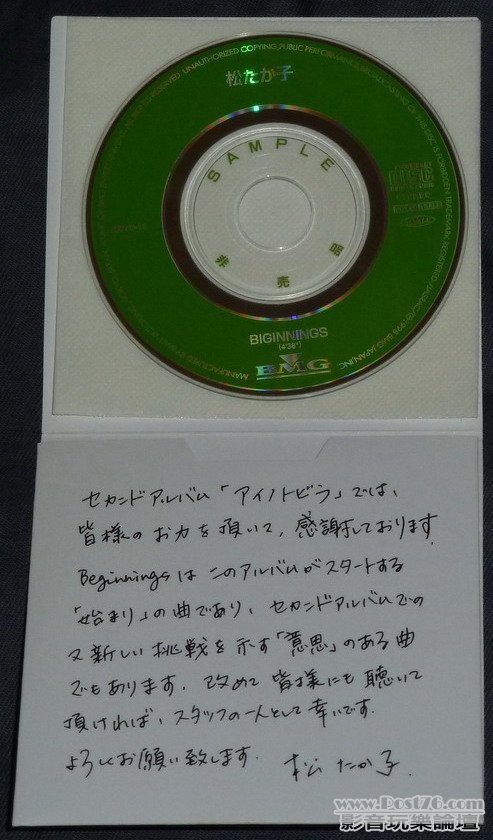 松たか子
SAMPLE
非売品
BIGINNINGS
(4'38")
BMG
セカンドアルバム「アイノトビラ」では、
皆様のお力を頂いて、感謝しております
Beginningsはこのアルバムがスタートする
「始まり」の曲であり、セカンドアルバムでの
又新しい挑戦を示す「意思」のある曲
でもあります。改めて皆様にも聴いて
頂ければ、スタッフの一人として幸いです.
よろしくお願い致します.
松たか子.
www.Post76.com
影音玩樂論壇